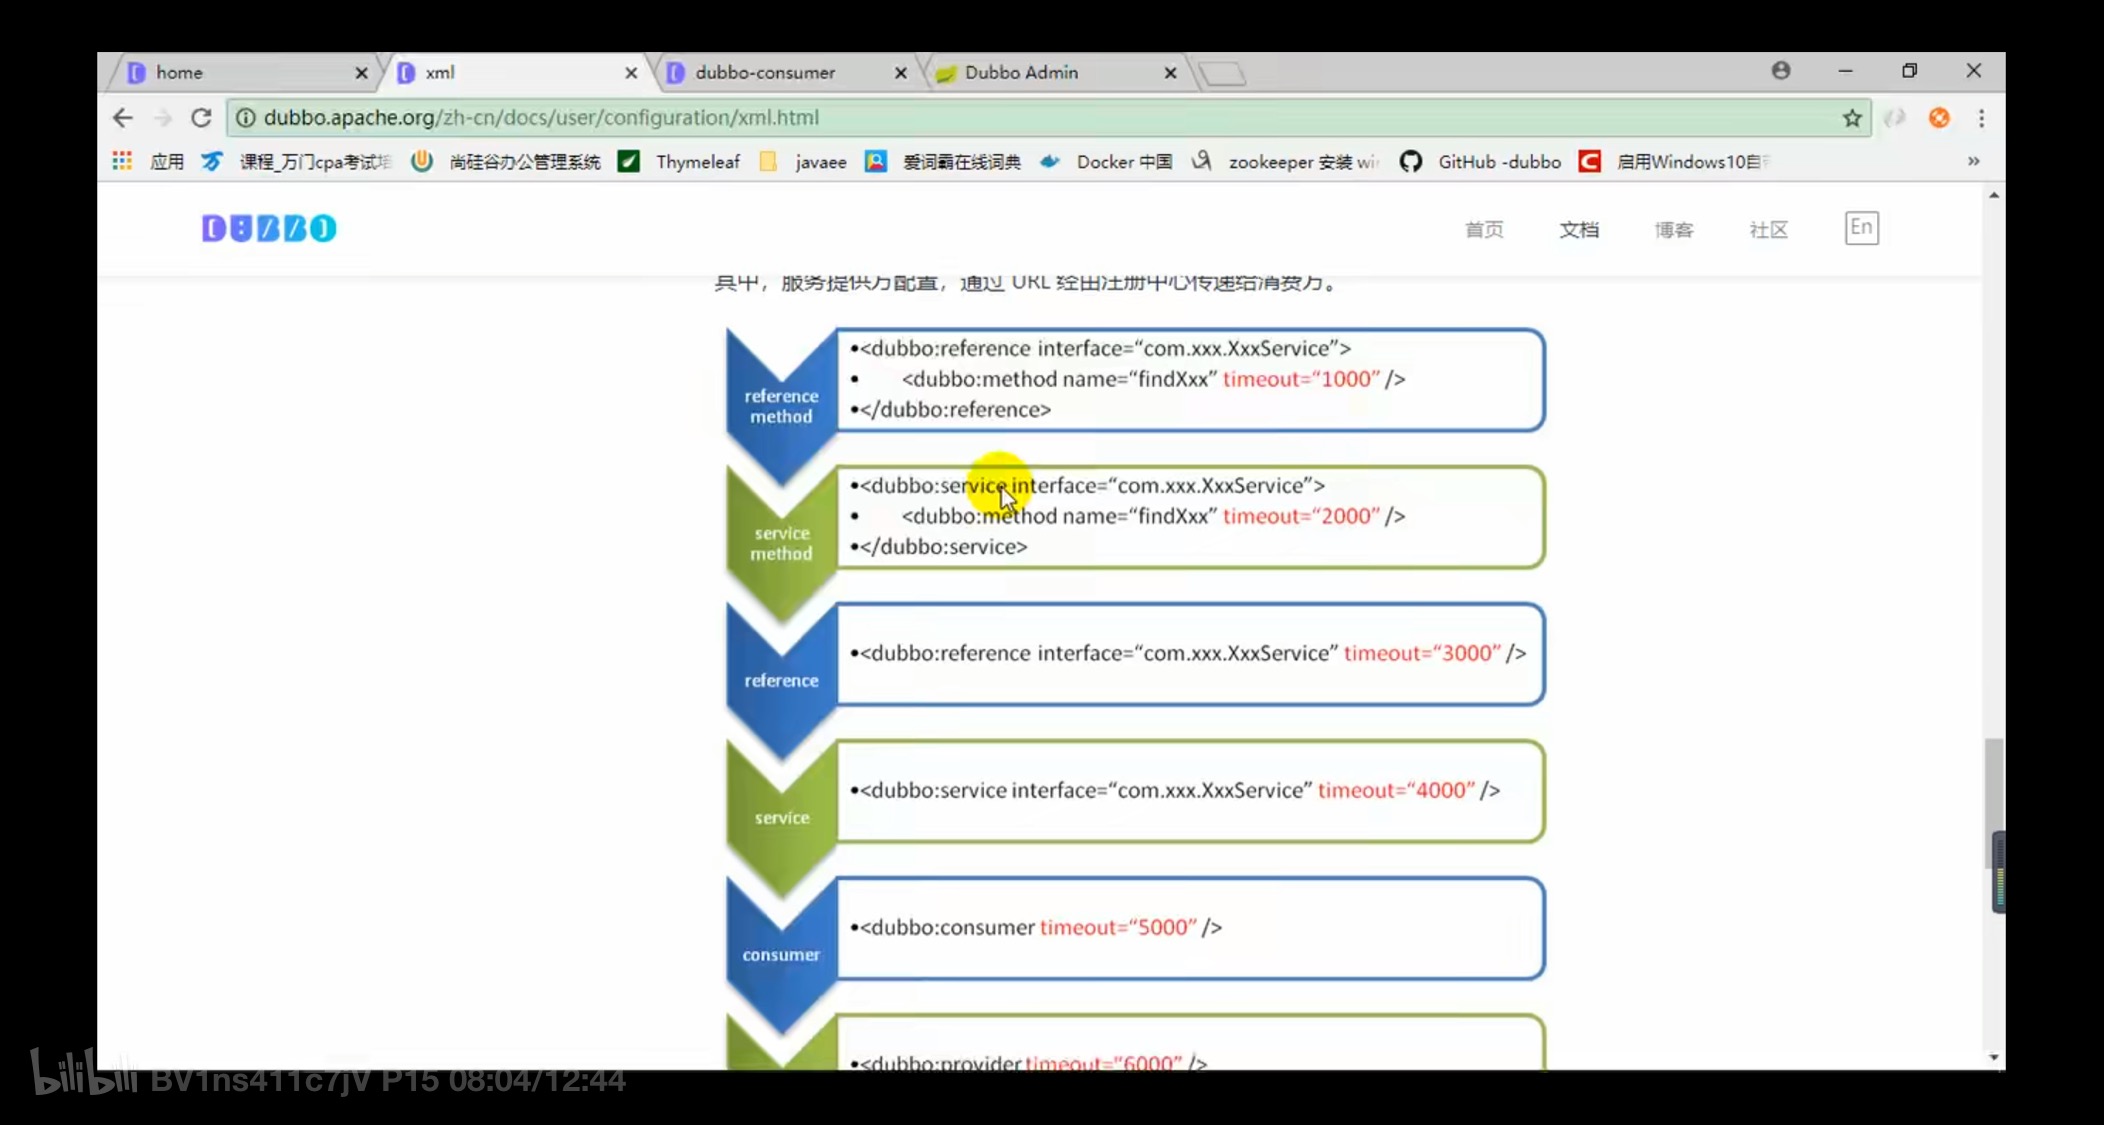 home
xml
dubbo-consumer
Dubbo Admin
dubbo.apache.org/zh-cn/docs/user/configuration/xml.html
应用 课程_万门cpa考试培 尚硅谷办公管理系统 Thymeleaf javaee 爱词霸在线词典 Docker 中国 zookeeper 安装 wi GitHub -dubbo 启用Windows10自 »
DUBBO
首页 文档 博客 社区 En
其中，服务提供方配置，通过 URL 经由注册中心传递给消费方。
reference
method
•<dubbo:reference interface=“com.xxx.XxxService”>
• <dubbo:method name=“findXxx” timeout=“1000” />
•</dubbo:reference>
service
method
•<dubbo:service interface=“com.xxx.XxxService”>
• <dubbo:method name=“findXxx” timeout=“2000” />
•</dubbo:service>
reference
•<dubbo:reference interface=“com.xxx.XxxService” timeout=“3000” />
service
•<dubbo:service interface=“com.xxx.XxxService” timeout=“4000” />
consumer
•<dubbo:consumer timeout=“5000” />
•<dubbo:provider timeout=“6000” />
bilibili BV1ns411c7jV P15 08:04/12:44